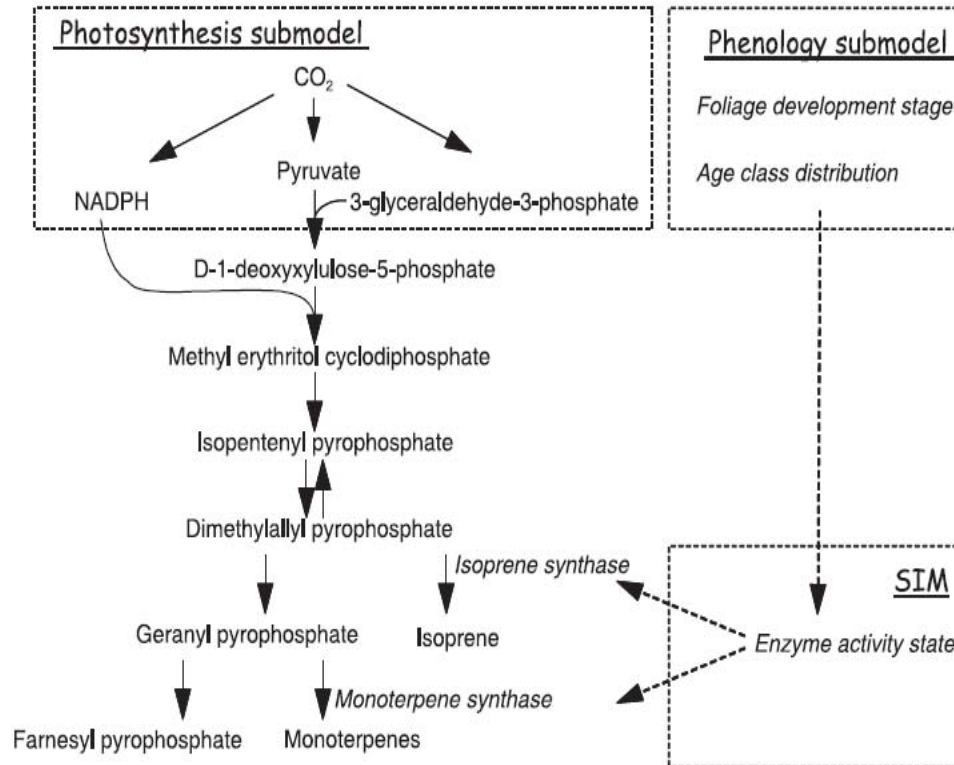 Photosynthesis submodel
Phenology submodel
CO₂
Foliage development stage
Pyruvate
Age class distribution
NADPH
3-glyceraldehyde-3-phosphate
D-1-deoxyxylulose-5-phosphate
Methyl erythritol cyclodiphosphate
Isopentenyl pyrophosphate
Dimethylallyl pyrophosphate
Isoprene synthase
SIM
Geranyl pyrophosphate
Isoprene
Enzyme activity state
Monoterpene synthase
Farnesyl pyrophosphate
Monoterpenes